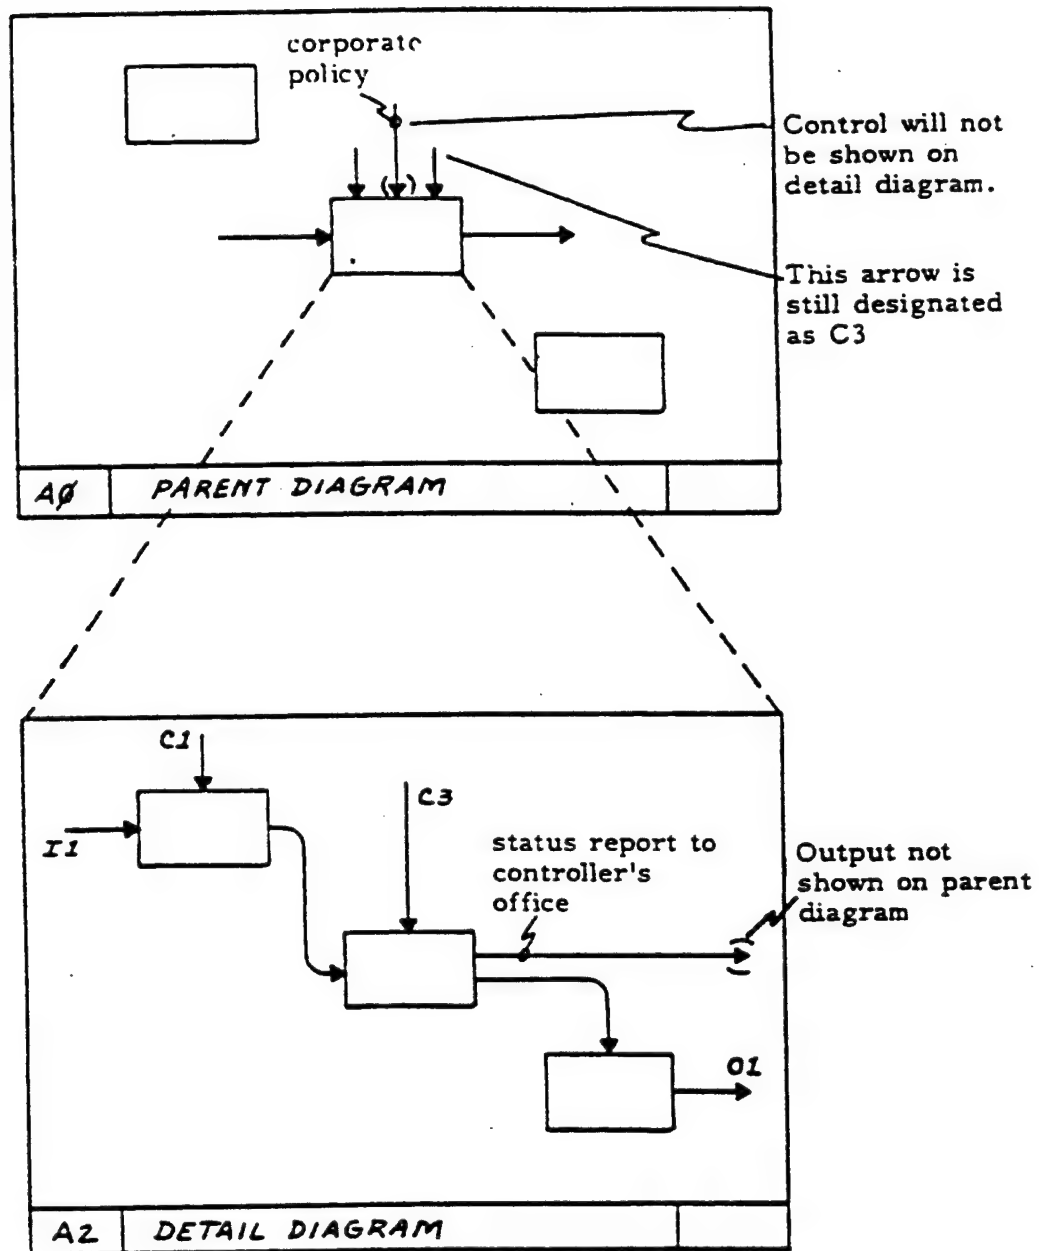 corporate
policy
Control will not
be shown on
detail diagram.
( )
This arrow is
still designated
as C3
AØ
PARENT DIAGRAM
C1
C3
I1
status report to
controller's
office
Output not
shown on parent
diagram
( )
O1
A2
DETAIL DIAGRAM